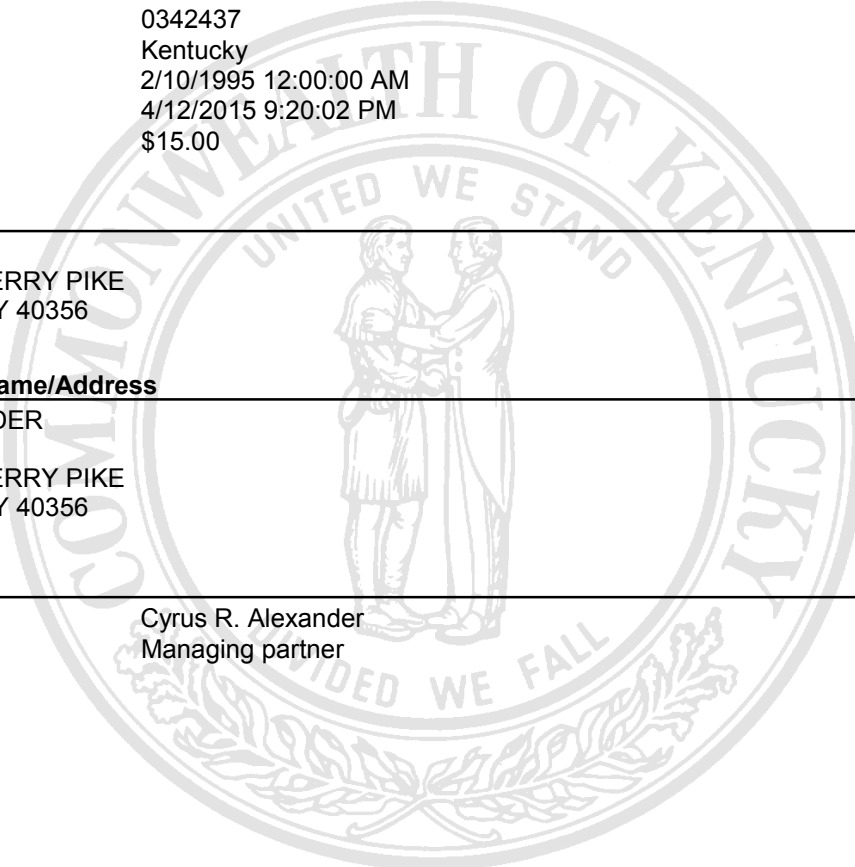 0342437
Kentucky
2/10/1995 12:00:00 AM
4/12/2015 9:20:02 PM
$15.00
ERRY PIKE
Y 40356
ame/Address
DER
ERRY PIKE
Y 40356
Cyrus R. Alexander
Managing partner
COMMONWEALTH OF KENTUCKY
UNITED WE STAND
DIVIDED WE FALL